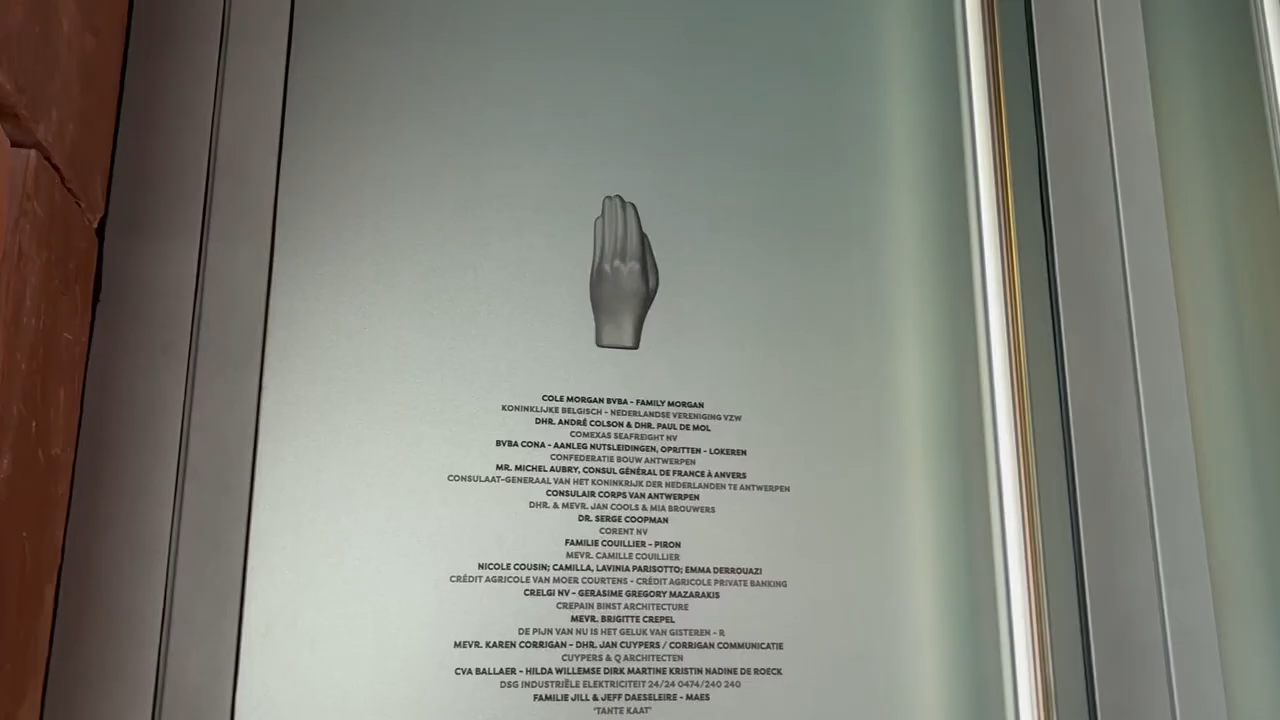 COLE MORGAN BVBA - FAMILY MORGAN
KONINKLIJKE BELGISCH - NEDERLANDSE VERENIGING VZW
DHR. ANDRÉ COLSON & DHR. PAUL DE MOL
COMEXAS SEAFREIGHT NV
BVBA CONA - AANLEG NUTSLEIDINGEN, OPRITTEN - LOKEREN
CONFEDERATIE BOUW ANTWERPEN
MR. MICHEL AUBRY, CONSUL GÉNÉRAL DE FRANCE À ANVERS
CONSULAAT-GENERAAL VAN HET KONINKRIJK DER NEDERLANDEN TE ANTWERPEN
CONSULAIR CORPS VAN ANTWERPEN
DHR. & MEVR. JAN COOLS & MIA BROUWERS
DR. SERGE COOPMAN
CORENT NV
FAMILIE COUILLIER - PIRON
MEVR. CAMILLE COUILLIER
NICOLE COUSIN; CAMILLA, LAVINIA PARISOTTO; EMMA DERROUAZI
CRÉDIT AGRICOLE VAN MOER COURTENS - CRÉDIT AGRICOLE PRIVATE BANKING
CRELGI NV - GERASIME GREGORY MAZARAKIS
CREPAIN BINST ARCHITECTURE
MEVR. BRIGITTE CREPEL
DE PIJN VAN NU IS HET GELUK VAN GISTEREN - R
MEVR. KAREN CORRIGAN - DHR. JAN CUYPERS / CORRIGAN COMMUNICATIE
CUYPERS & Q ARCHITECTEN
CVA BALLAER - HILDA WILLEMSE DIRK MARTINE KRISTIN NADINE DE ROECK
DSG INDUSTRIËLE ELEKTRICITEIT 24/24 0474/240 240
FAMILIE JILL & JEFF DAESELEIRE - MAES
'TANTE KAAT'